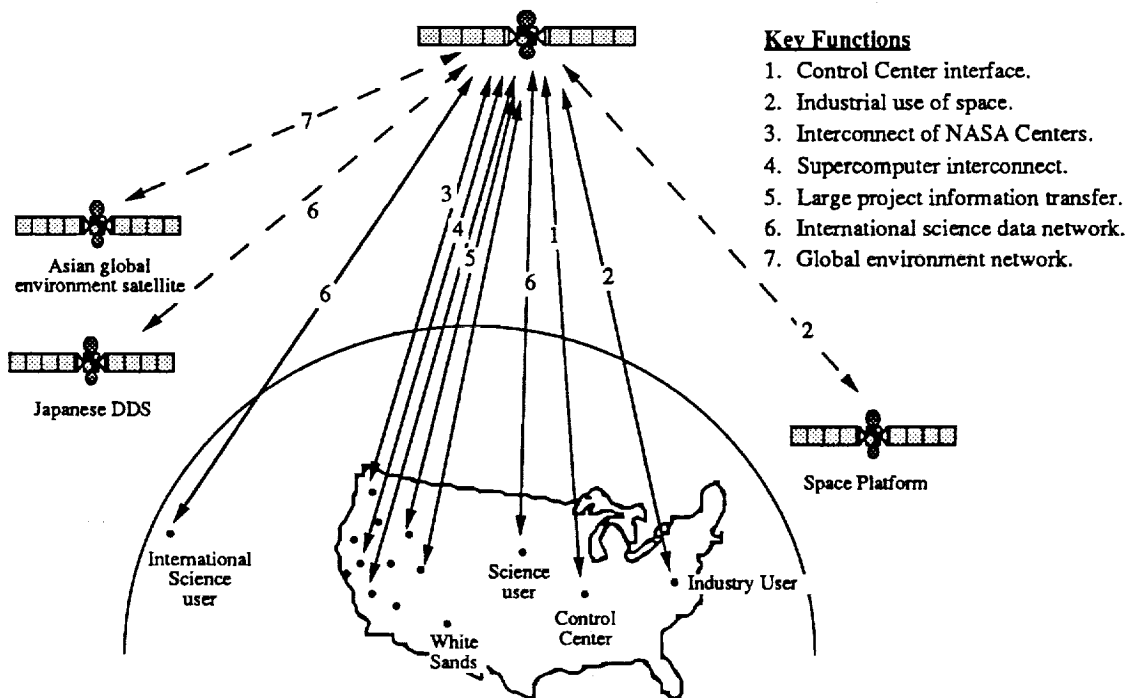 Key Functions
1. Control Center interface.
2. Industrial use of space.
3. Interconnect of NASA Centers.
4. Supercomputer interconnect.
5. Large project information transfer.
6. International science data network.
7. Global environment network.
7
6
6
3
4
5
6
1
2
2
Asian global
environment satellite
Japanese DDS
Space Platform
International
Science
user
Science
user
Industry User
Control
Center
White
Sands